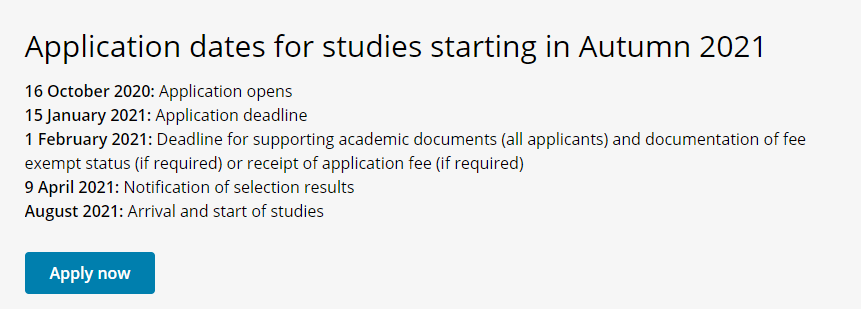 Application dates for studies starting in Autumn 2021
16 October 2020: Application opens
15 January 2021: Application deadline
1 February 2021: Deadline for supporting academic documents (all applicants) and documentation of fee
exempt status (if required) or receipt of application fee (if required)
9 April 2021: Notification of selection results
August 2021: Arrival and start of studies
Apply now